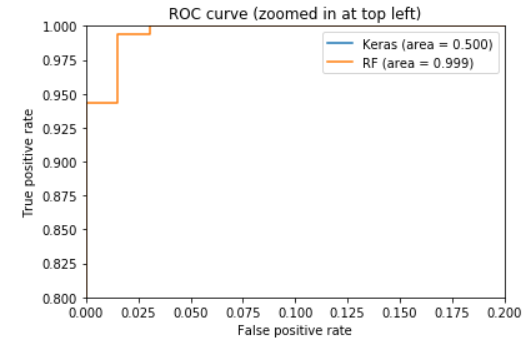 ROC curve (zoomed in at top left)
Keras (area = 0.500)
RF (area = 0.999)
True positive rate
1.000
0.975
0.950
0.925
0.900
0.875
0.850
0.825
0.800
0.000 0.025 0.050 0.075 0.100 0.125 0.150 0.175 0.200
False positive rate